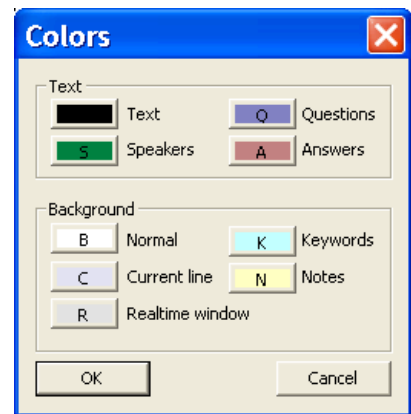 Colors
Text
Text Q Questions
S Speakers A Answers
Background
B Normal K Keywords
C Current line N Notes
R Realtime window
OK Cancel